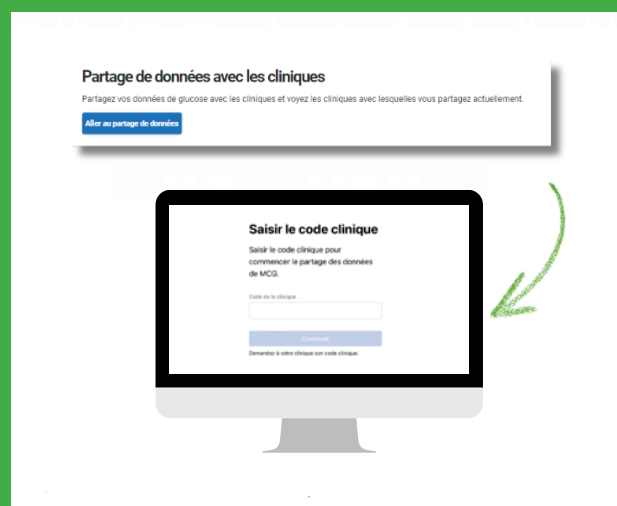 Partage de données avec les cliniques
Partagez vos données de glucose avec les cliniques et voyez les cliniques avec lesquelles vous partagez actuellement.
Aller au partage de données
Saisir le code clinique
Saisir le code clinique pour
commencer le partage des données
de MCG.
Code de la clinique
Continuer
Demandez à votre clinique son code clinique.